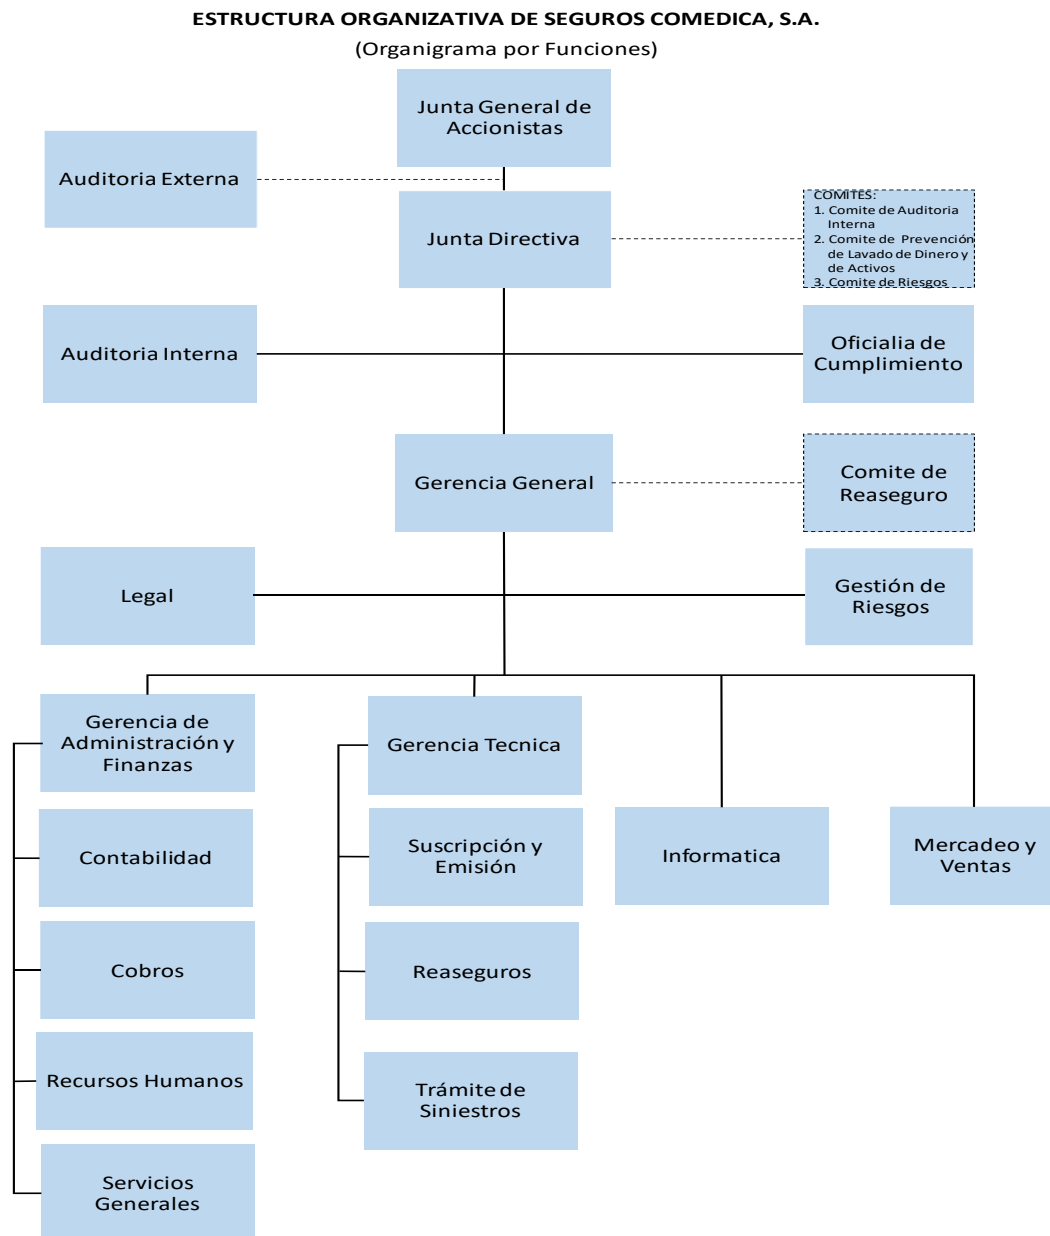 ESTRUCTURA ORGANIZATIVA DE SEGUROS COMEDICA, S.A.
(Organigrama por Funciones)
Junta General de
Accionistas
Auditoria Externa
Junta Directiva
COMITES:
1. Comite de Auditoria
Interna
2. Comite de Prevención
de Lavado de Dinero y
de Activos
3. Comite de Riesgos
Auditoria Interna
Oficialia de
Cumplimiento
Gerencia General
Comite de
Reaseguro
Legal
Gestión de
Riesgos
Gerencia de
Administración y
Finanzas
Gerencia Tecnica
Contabilidad
Suscripción y
Emisión
Informatica
Mercadeo y
Ventas
Cobros
Reaseguros
Recursos Humanos
Trámite de
Siniestros
Servicios
Generales